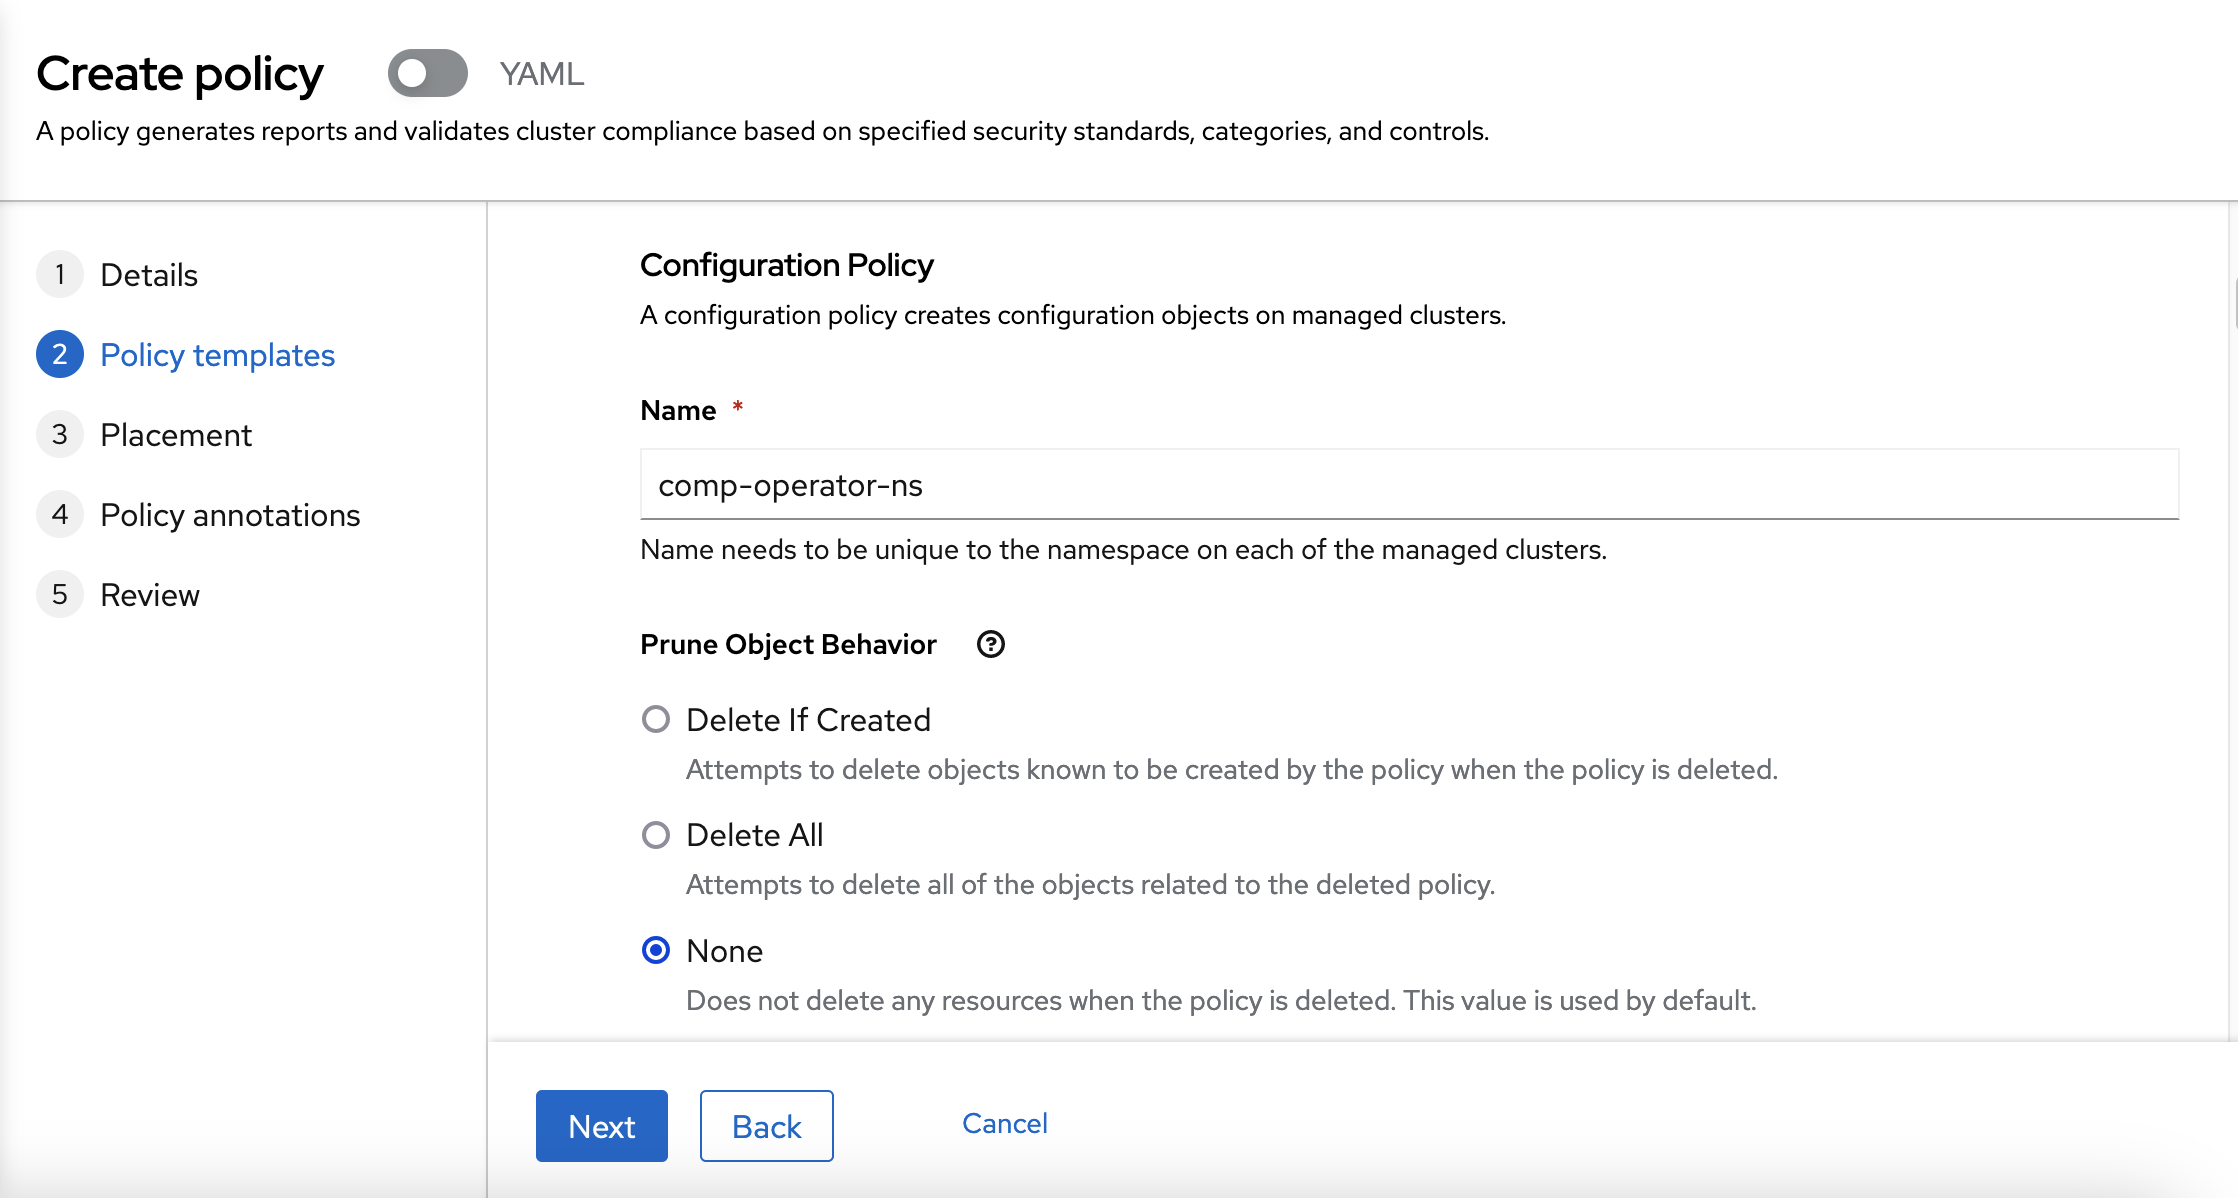 Create policy
YAML
A policy generates reports and validates cluster compliance based on specified security standards, categories, and controls.
1 Details
2 Policy templates
3 Placement
4 Policy annotations
5 Review
Configuration Policy
A configuration policy creates configuration objects on managed clusters.
Name *
comp-operator-ns
Name needs to be unique to the namespace on each of the managed clusters.
Prune Object Behavior ?
Delete If Created
Attempts to delete objects known to be created by the policy when the policy is deleted.
Delete All
Attempts to delete all of the objects related to the deleted policy.
None
Does not delete any resources when the policy is deleted. This value is used by default.
Next
Back
Cancel